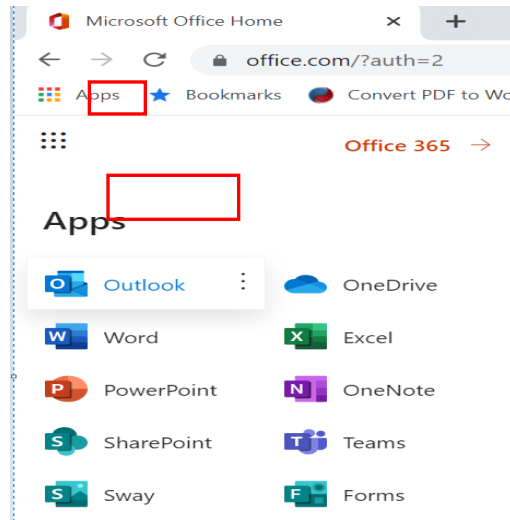 Microsoft Office Home
office.com/?auth=2
Apps Bookmarks Convert PDF to Wo
Office 365 →
Apps
Outlook OneDrive
Word Excel
PowerPoint OneNote
SharePoint Teams
Sway Forms